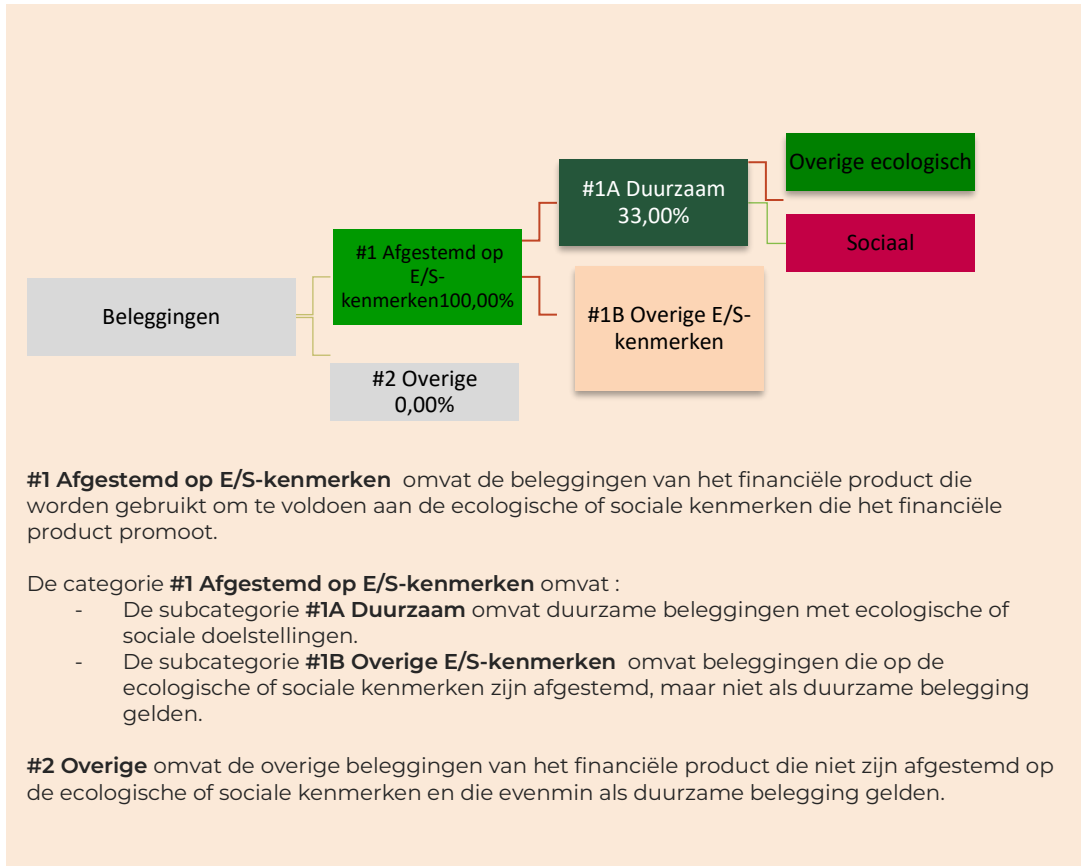 Overige ecologisch
#1A Duurzaam
33,00%
Sociaal
#1 Afgestemd op
E/S-
kenmerken100,00%
Beleggingen
#1B Overige E/S-
kenmerken
#2 Overige
0,00%
#1 Afgestemd op E/S-kenmerken omvat de beleggingen van het financiële product die
worden gebruikt om te voldoen aan de ecologische of sociale kenmerken die het financiële
product promoot.
De categorie #1 Afgestemd op E/S-kenmerken omvat :
- De subcategorie #1A Duurzaam omvat duurzame beleggingen met ecologische of
sociale doelstellingen.
- De subcategorie #1B Overige E/S-kenmerken omvat beleggingen die op de
ecologische of sociale kenmerken zijn afgestemd, maar niet als duurzame belegging
gelden.
#2 Overige omvat de overige beleggingen van het financiële product die niet zijn afgestemd op
de ecologische of sociale kenmerken en die evenmin als duurzame belegging gelden.